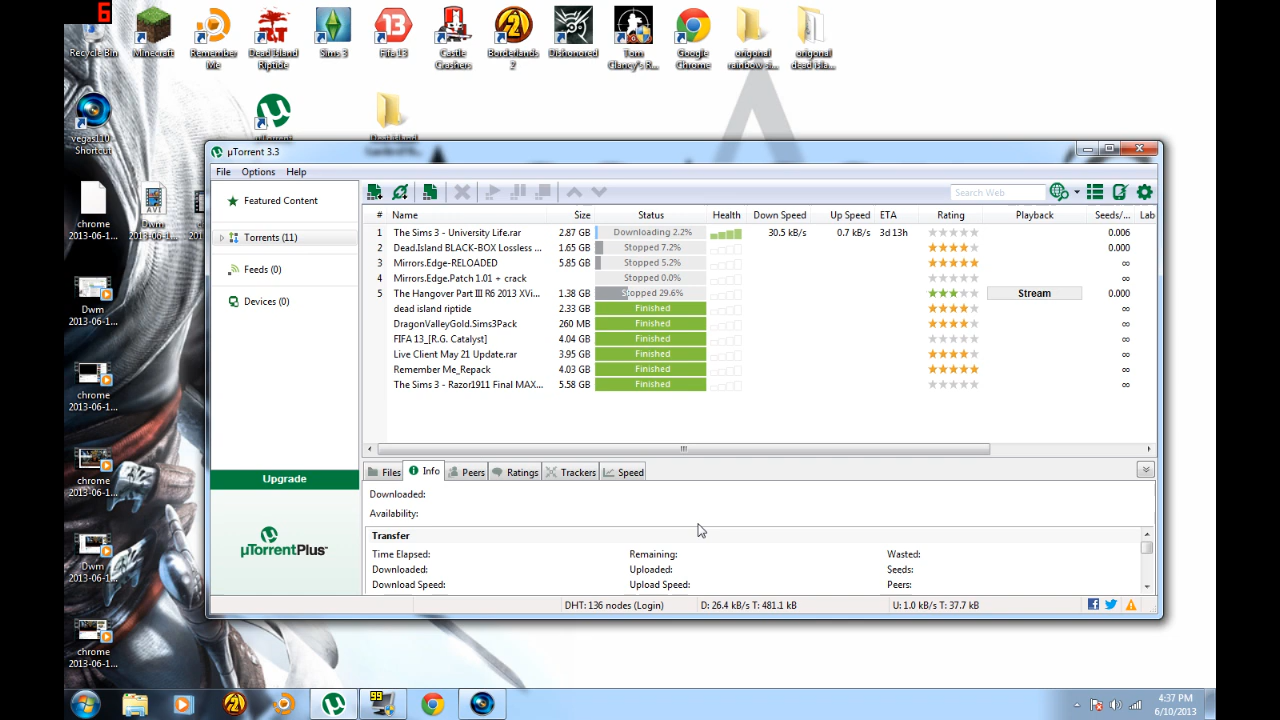 6
Recycle Bin
Minecraft
Remember Me
Dead Island Riptide
Sims 3
Fifa 13
Castle Crashers
Borderlands 2
Dishonored
Tom Clancy's R...
Google Chrome
origonal rainbow si...
origonal dead isla...
vegas110 - Shortcut
µTorrent
chrome 2013-06-1...
Dwm 2013-06-1...
Dwm 2013-06-1...
chrome 2013-06-1...
chrome 2013-06-1...
Dwm 2013-06-1...
chrome 2013-06-1...
µTorrent 3.3
File Options Help
Search Web
Featured Content
Torrents (11)
Feeds (0)
Devices (0)
Upgrade
µTorrentPlus
# Name Size Status Health Down Speed Up Speed ETA Rating Playback Seeds/... Lab
1 The Sims 3 - University Life.rar 2.87 GB Downloading 2.2% 30.5 kB/s 0.7 kB/s 3d 13h 0.006
2 Dead.Island BLACK-BOX Lossless ... 1.65 GB Stopped 7.2% 0.000
3 Mirrors.Edge-RELOADED 5.85 GB Stopped 5.2% ∞
4 Mirrors.Edge.Patch 1.01 + crack Stopped 0.0% ∞
5 The Hangover Part III R6 2013 XVi... 1.38 GB Stopped 29.6% Stream 0.000
dead island riptide 2.33 GB Finished ∞
DragonValleyGold.Sims3Pack 260 MB Finished ∞
FIFA 13_[R.G. Catalyst] 4.04 GB Finished ∞
Live Client May 21 Update.rar 3.95 GB Finished ∞
Remember Me_Repack 4.03 GB Finished ∞
The Sims 3 - Razor1911 Final MAX... 5.58 GB Finished ∞
Files Info Peers Ratings Trackers Speed
Downloaded:
Availability:
Transfer
Time Elapsed: Remaining: Wasted:
Downloaded: Uploaded: Seeds:
Download Speed: Upload Speed: Peers:
DHT: 136 nodes (Login) D: 26.4 kB/s T: 481.1 kB U: 1.0 kB/s T: 37.7 kB
99
4:37 PM
6/10/2013